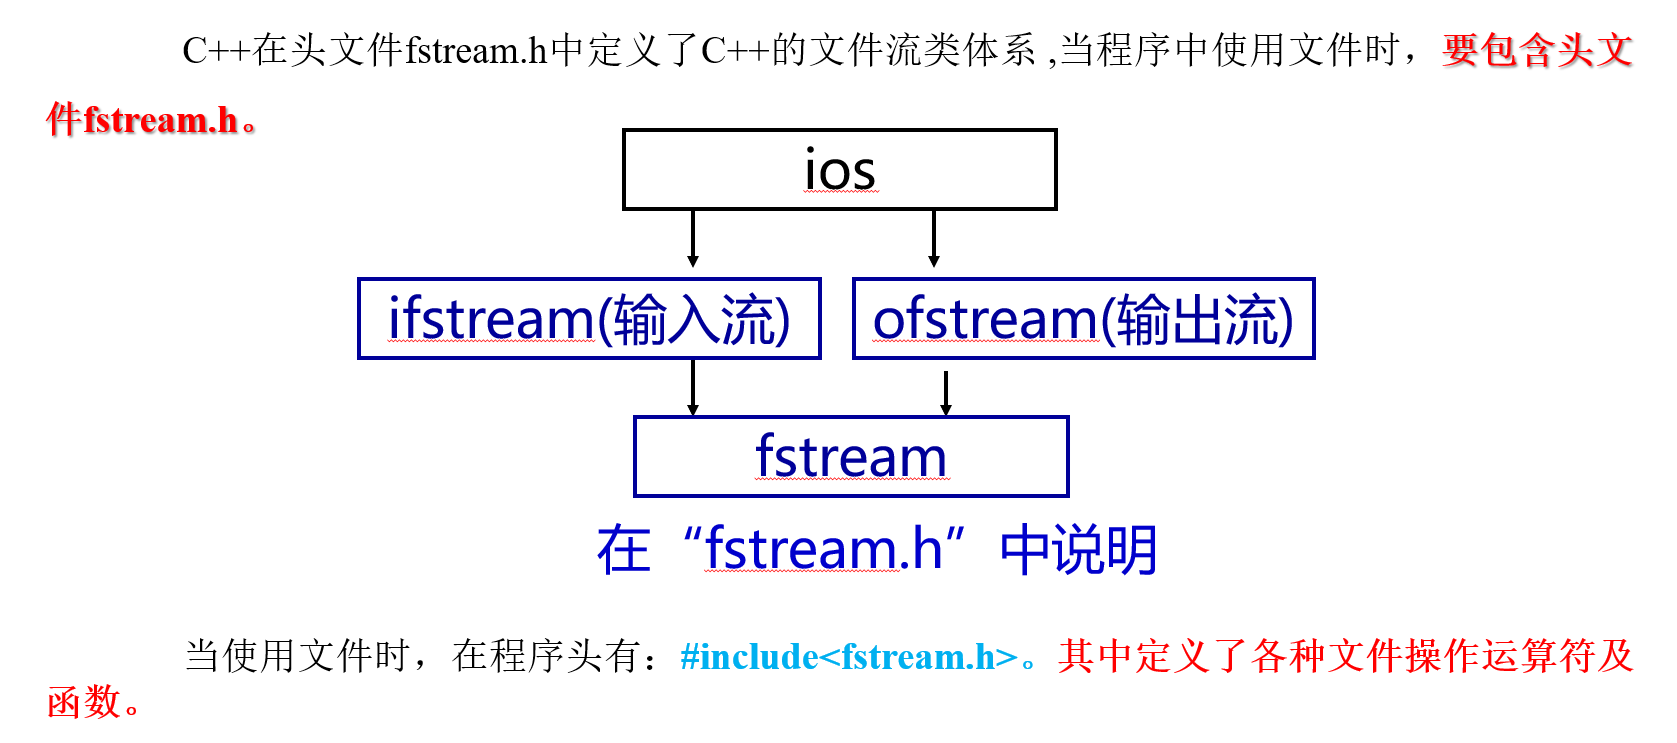 C++在头文件fstream.h中定义了C++的文件流类体系 ,当程序中使用文件时，要包含头文
件fstream.h。
ios
ifstream(输入流)
ofstream(输出流)
fstream
在“fstream.h”中说明
当使用文件时，在程序头有：#include<fstream.h>。其中定义了各种文件操作运算符及
函数。